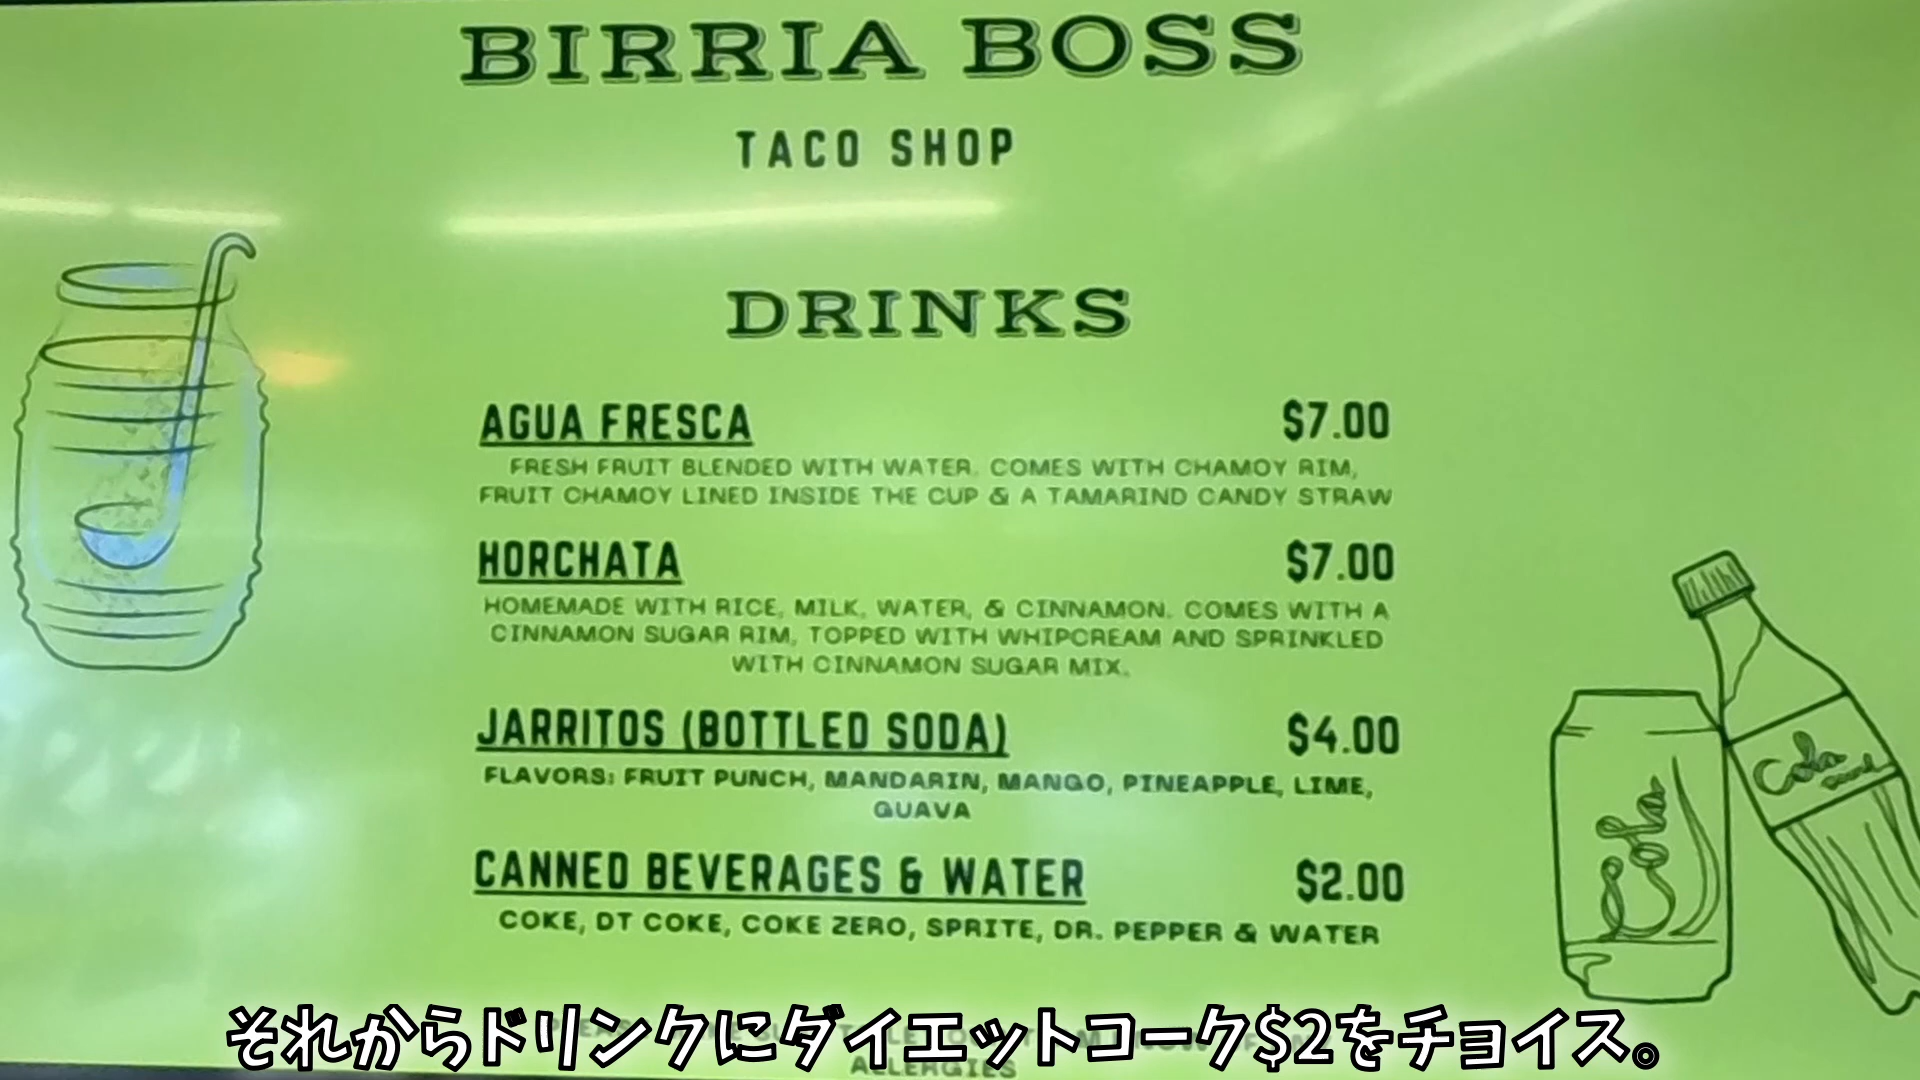 BIRRIA BOSS
TACO SHOP
DRINKS
AGUA FRESCA $7.00
FRESH FRUIT BLENDED WITH WATER. COMES WITH CHAMOY RIM,
FRUIT CHAMOY LINED INSIDE THE CUP & A TAMARIND CANDY STRAW
HORCHATA $7.00
HOMEMADE WITH RICE, MILK, WATER, & CINNAMON. COMES WITH A
CINNAMON SUGAR RIM, TOPPED WITH WHIPCREAM AND SPRINKLED
WITH CINNAMON SUGAR MIX.
JARRITOS (BOTTLED SODA) $4.00
FLAVORS: FRUIT PUNCH, MANDARIN, MANGO, PINEAPPLE, LIME,
GUAVA
CANNED BEVERAGES & WATER $2.00
COKE, DT COKE, COKE ZERO, SPRITE, DR. PEPPER & WATER
Cola
Cola
それからドリンクにダイエットコーク$2をチョイス。
ALLERGIES